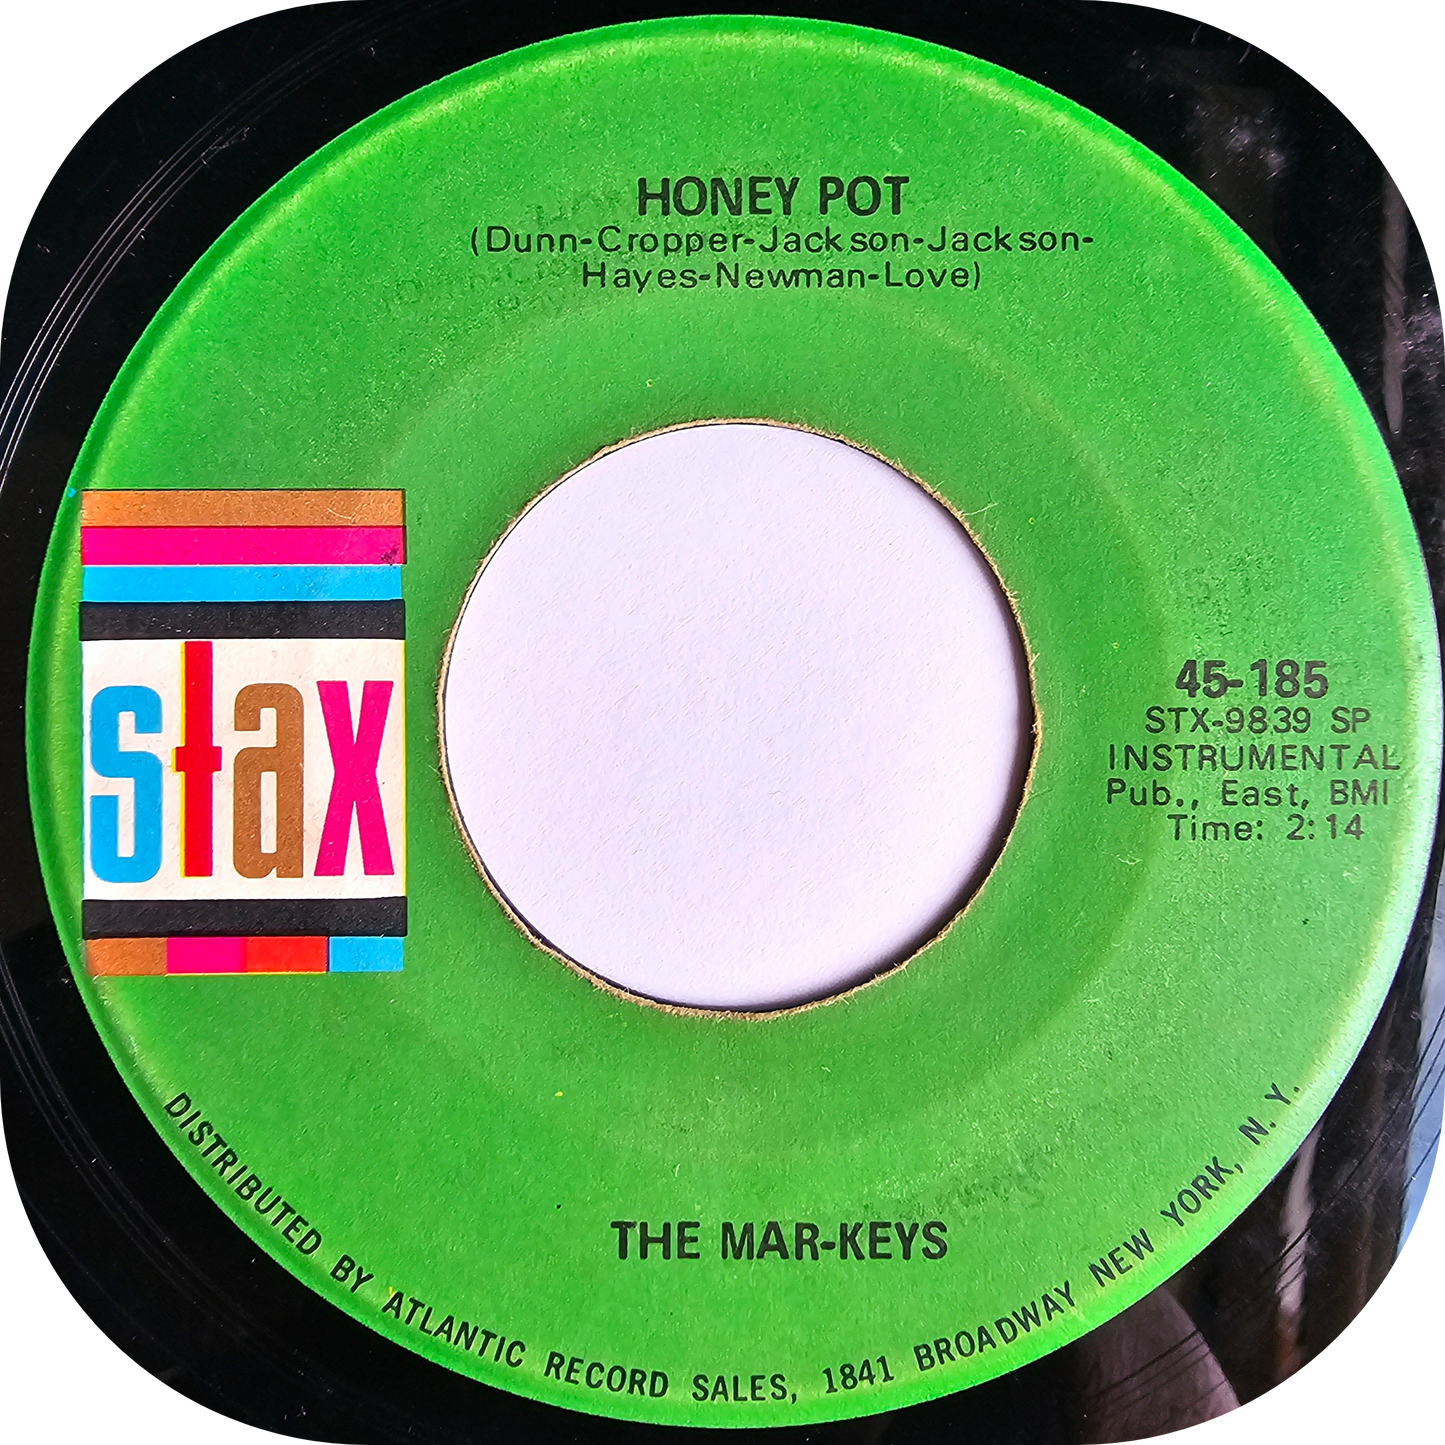 HONEY POT
(Dunn-Cropper-Jackson-Jackson-
Hayes-Newman-Love)
stax
45-185
STX-9839 SP
INSTRUMENTAL
Pub., East, BMI
Time: 2:14
THE MAR-KEYS
DISTRIBUTED BY ATLANTIC RECORD SALES, 1841 BROADWAY NEW YORK, N. Y.